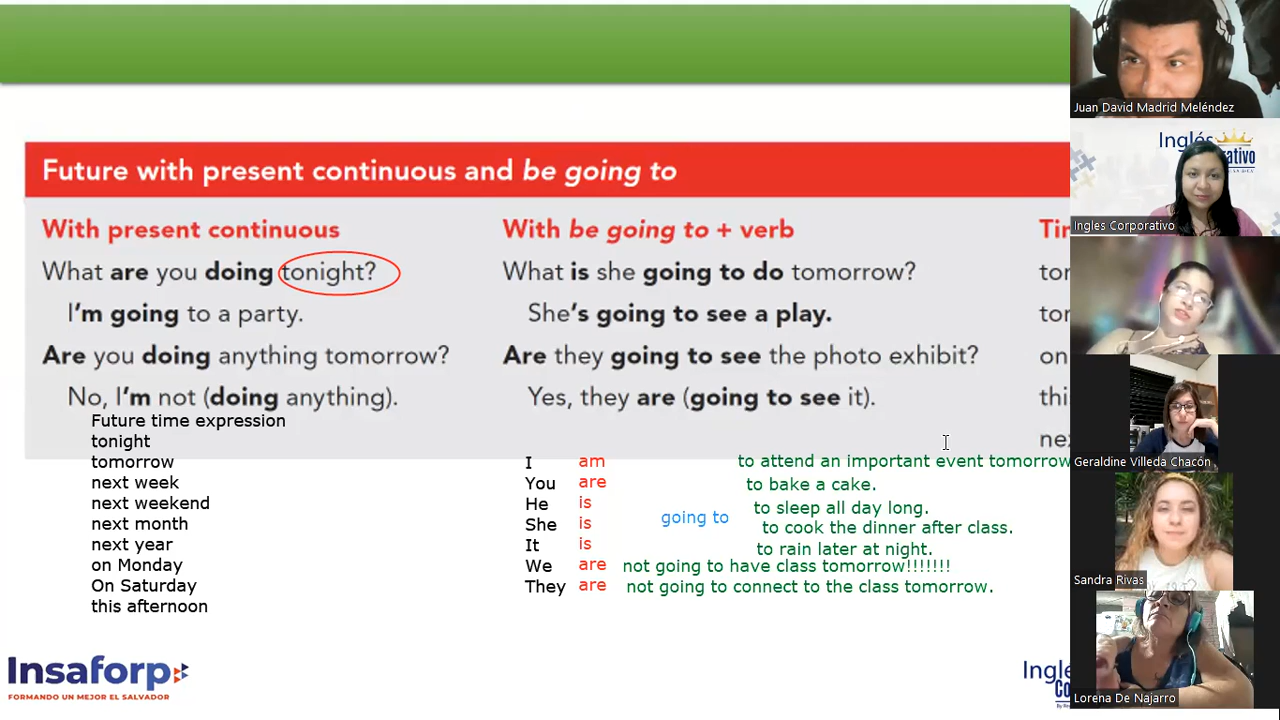 Future with present continuous and be going to
With present continuous
What are you doing tonight?
I'm going to a party.
Are you doing anything tomorrow?
No, I'm not (doing anything).
With be going to + verb
What is she going to do tomorrow?
She's going to see a play.
Are they going to see the photo exhibit?
Yes, they are (going to see it).
Future time expression
tonight
tomorrow
next week
next weekend
next month
next year
on Monday
On Saturday
this afternoon
I am to attend an important event tomorrow
You are to bake a cake.
He is to sleep all day long.
going to
She is to cook the dinner after class.
It is to rain later at night.
We are not going to have class tomorrow!!!!!!!
They are not going to connect to the class tomorrow.
Insaforp
FORMANDO UN MEJOR EL SALVADOR
Juan David Madrid Meléndez
Inglés
Ingles Corporativo
Geraldine Villeda Chacón
Sandra Rivas
Lorena De Najarro